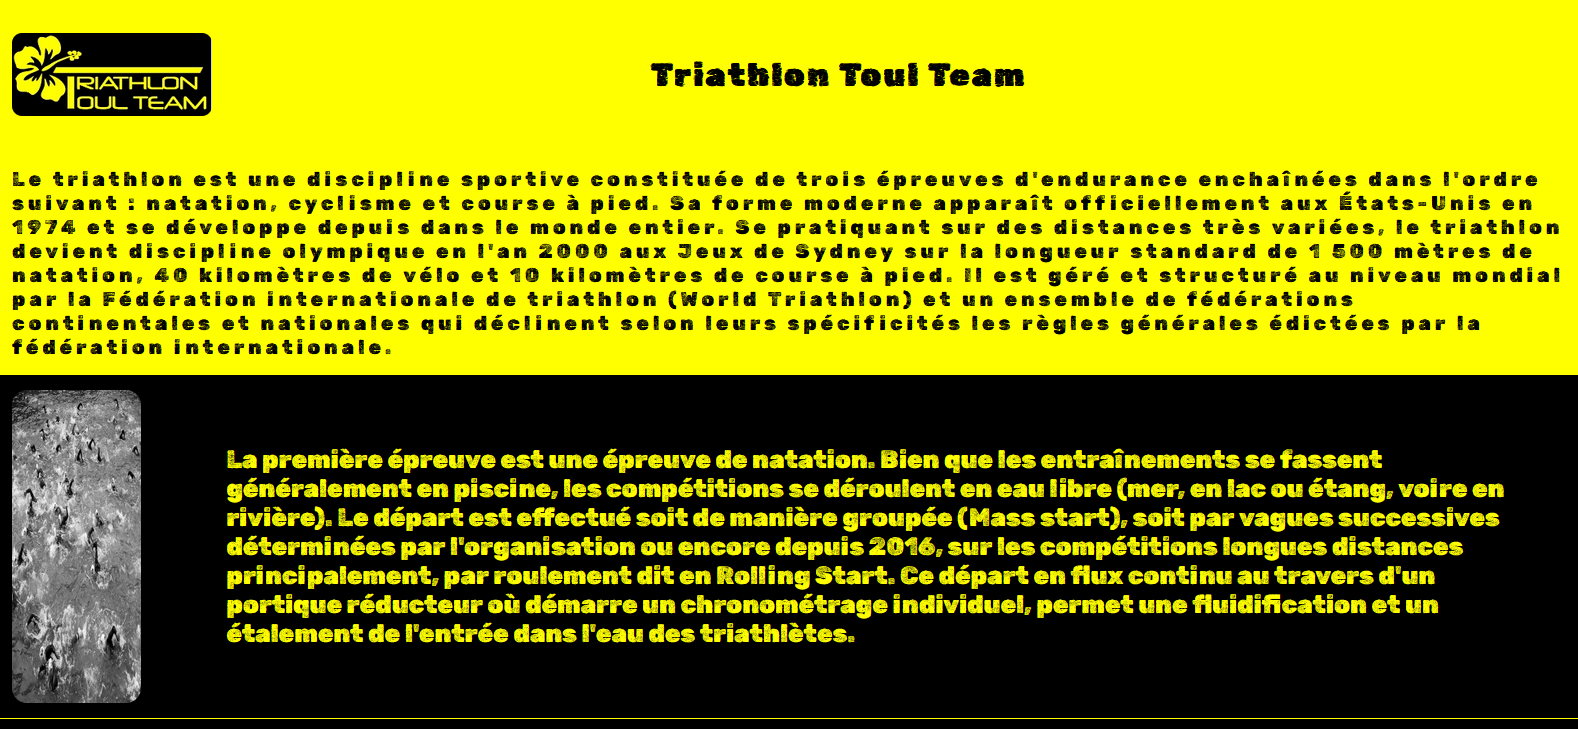 TRIATHLON
TOUL TEAM
Triathlon Toul Team
Le triathlon est une discipline sportive constituée de trois épreuves d'endurance enchaînées dans l'ordre
suivant : natation, cyclisme et course à pied. Sa forme moderne apparaît officiellement aux États-Unis en
1974 et se développe depuis dans le monde entier. Se pratiquant sur des distances très variées, le triathlon
devient discipline olympique en l'an 2000 aux Jeux de Sydney sur la longueur standard de 1 500 mètres de
natation, 40 kilomètres de vélo et 10 kilomètres de course à pied. Il est géré et structuré au niveau mondial
par la Fédération internationale de triathlon (World Triathlon) et un ensemble de fédérations
continentales et nationales qui déclinent selon leurs spécificités les règles générales édictées par la
fédération internationale.
La première épreuve est une épreuve de natation. Bien que les entraînements se fassent
généralement en piscine, les compétitions se déroulent en eau libre (mer, en lac ou étang, voire en
rivière). Le départ est effectué soit de manière groupée (Mass start), soit par vagues successives
déterminées par l'organisation ou encore depuis 2016, sur les compétitions longues distances
principalement, par roulement dit en Rolling Start. Ce départ en flux continu au travers d'un
portique réducteur où démarre un chronométrage individuel, permet une fluidification et un
étalement de l'entrée dans l'eau des triathlètes.